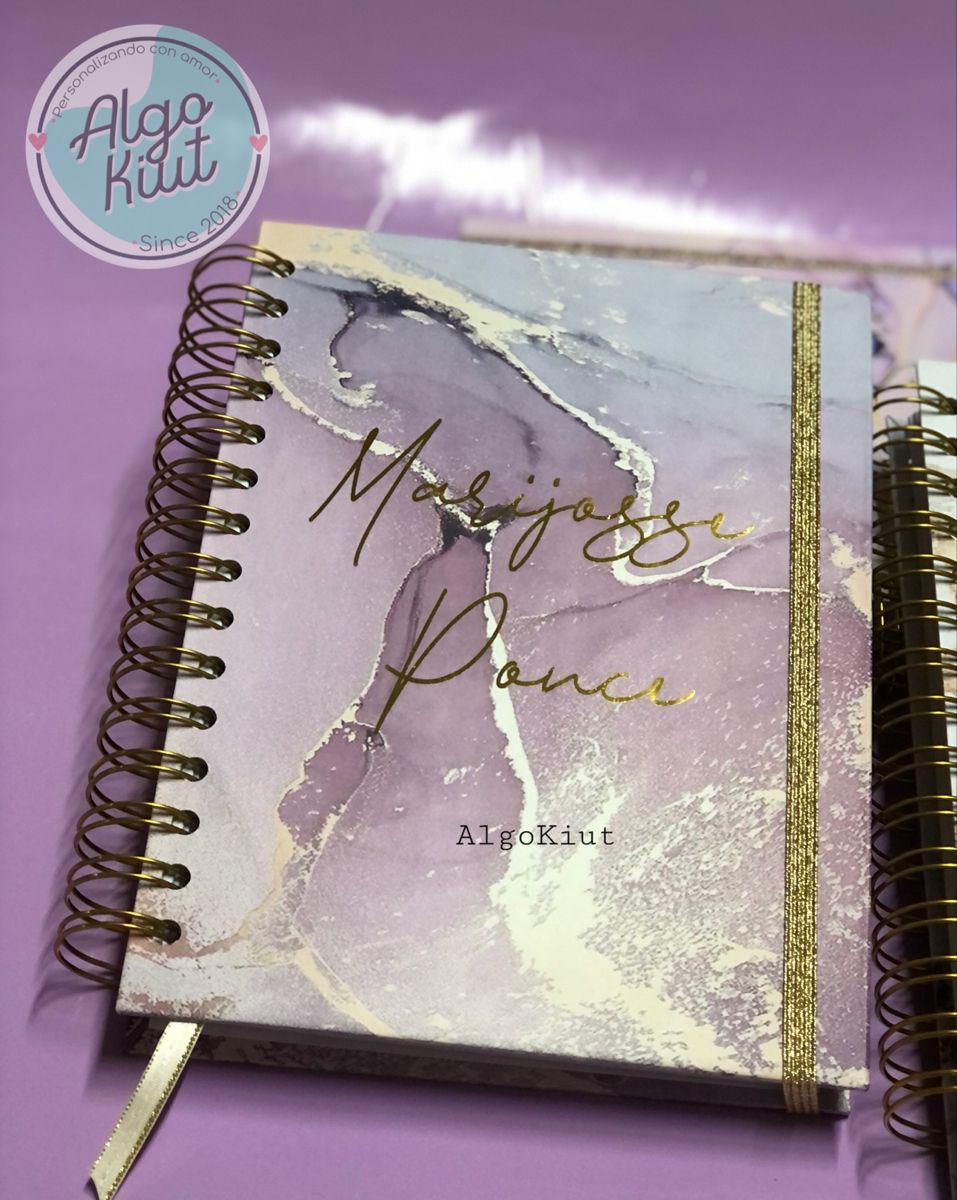 •Personalizando con amor•
Algo
Kiut
•Since 2018•
Marijosse
Ponce
AlgoKiut